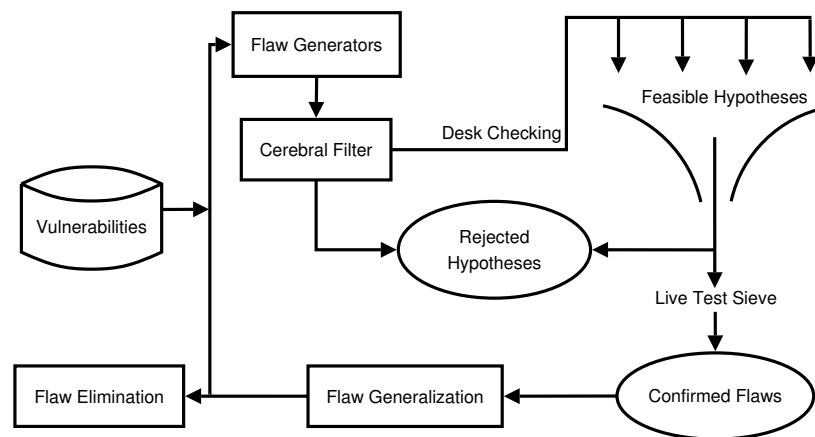 Flaw Generators
Desk Checking
Feasible Hypotheses
Cerebral Filter
Vulnerabilities
Rejected
Hypotheses
Live Test Sieve
Flaw Elimination
Flaw Generalization
Confirmed Flaws